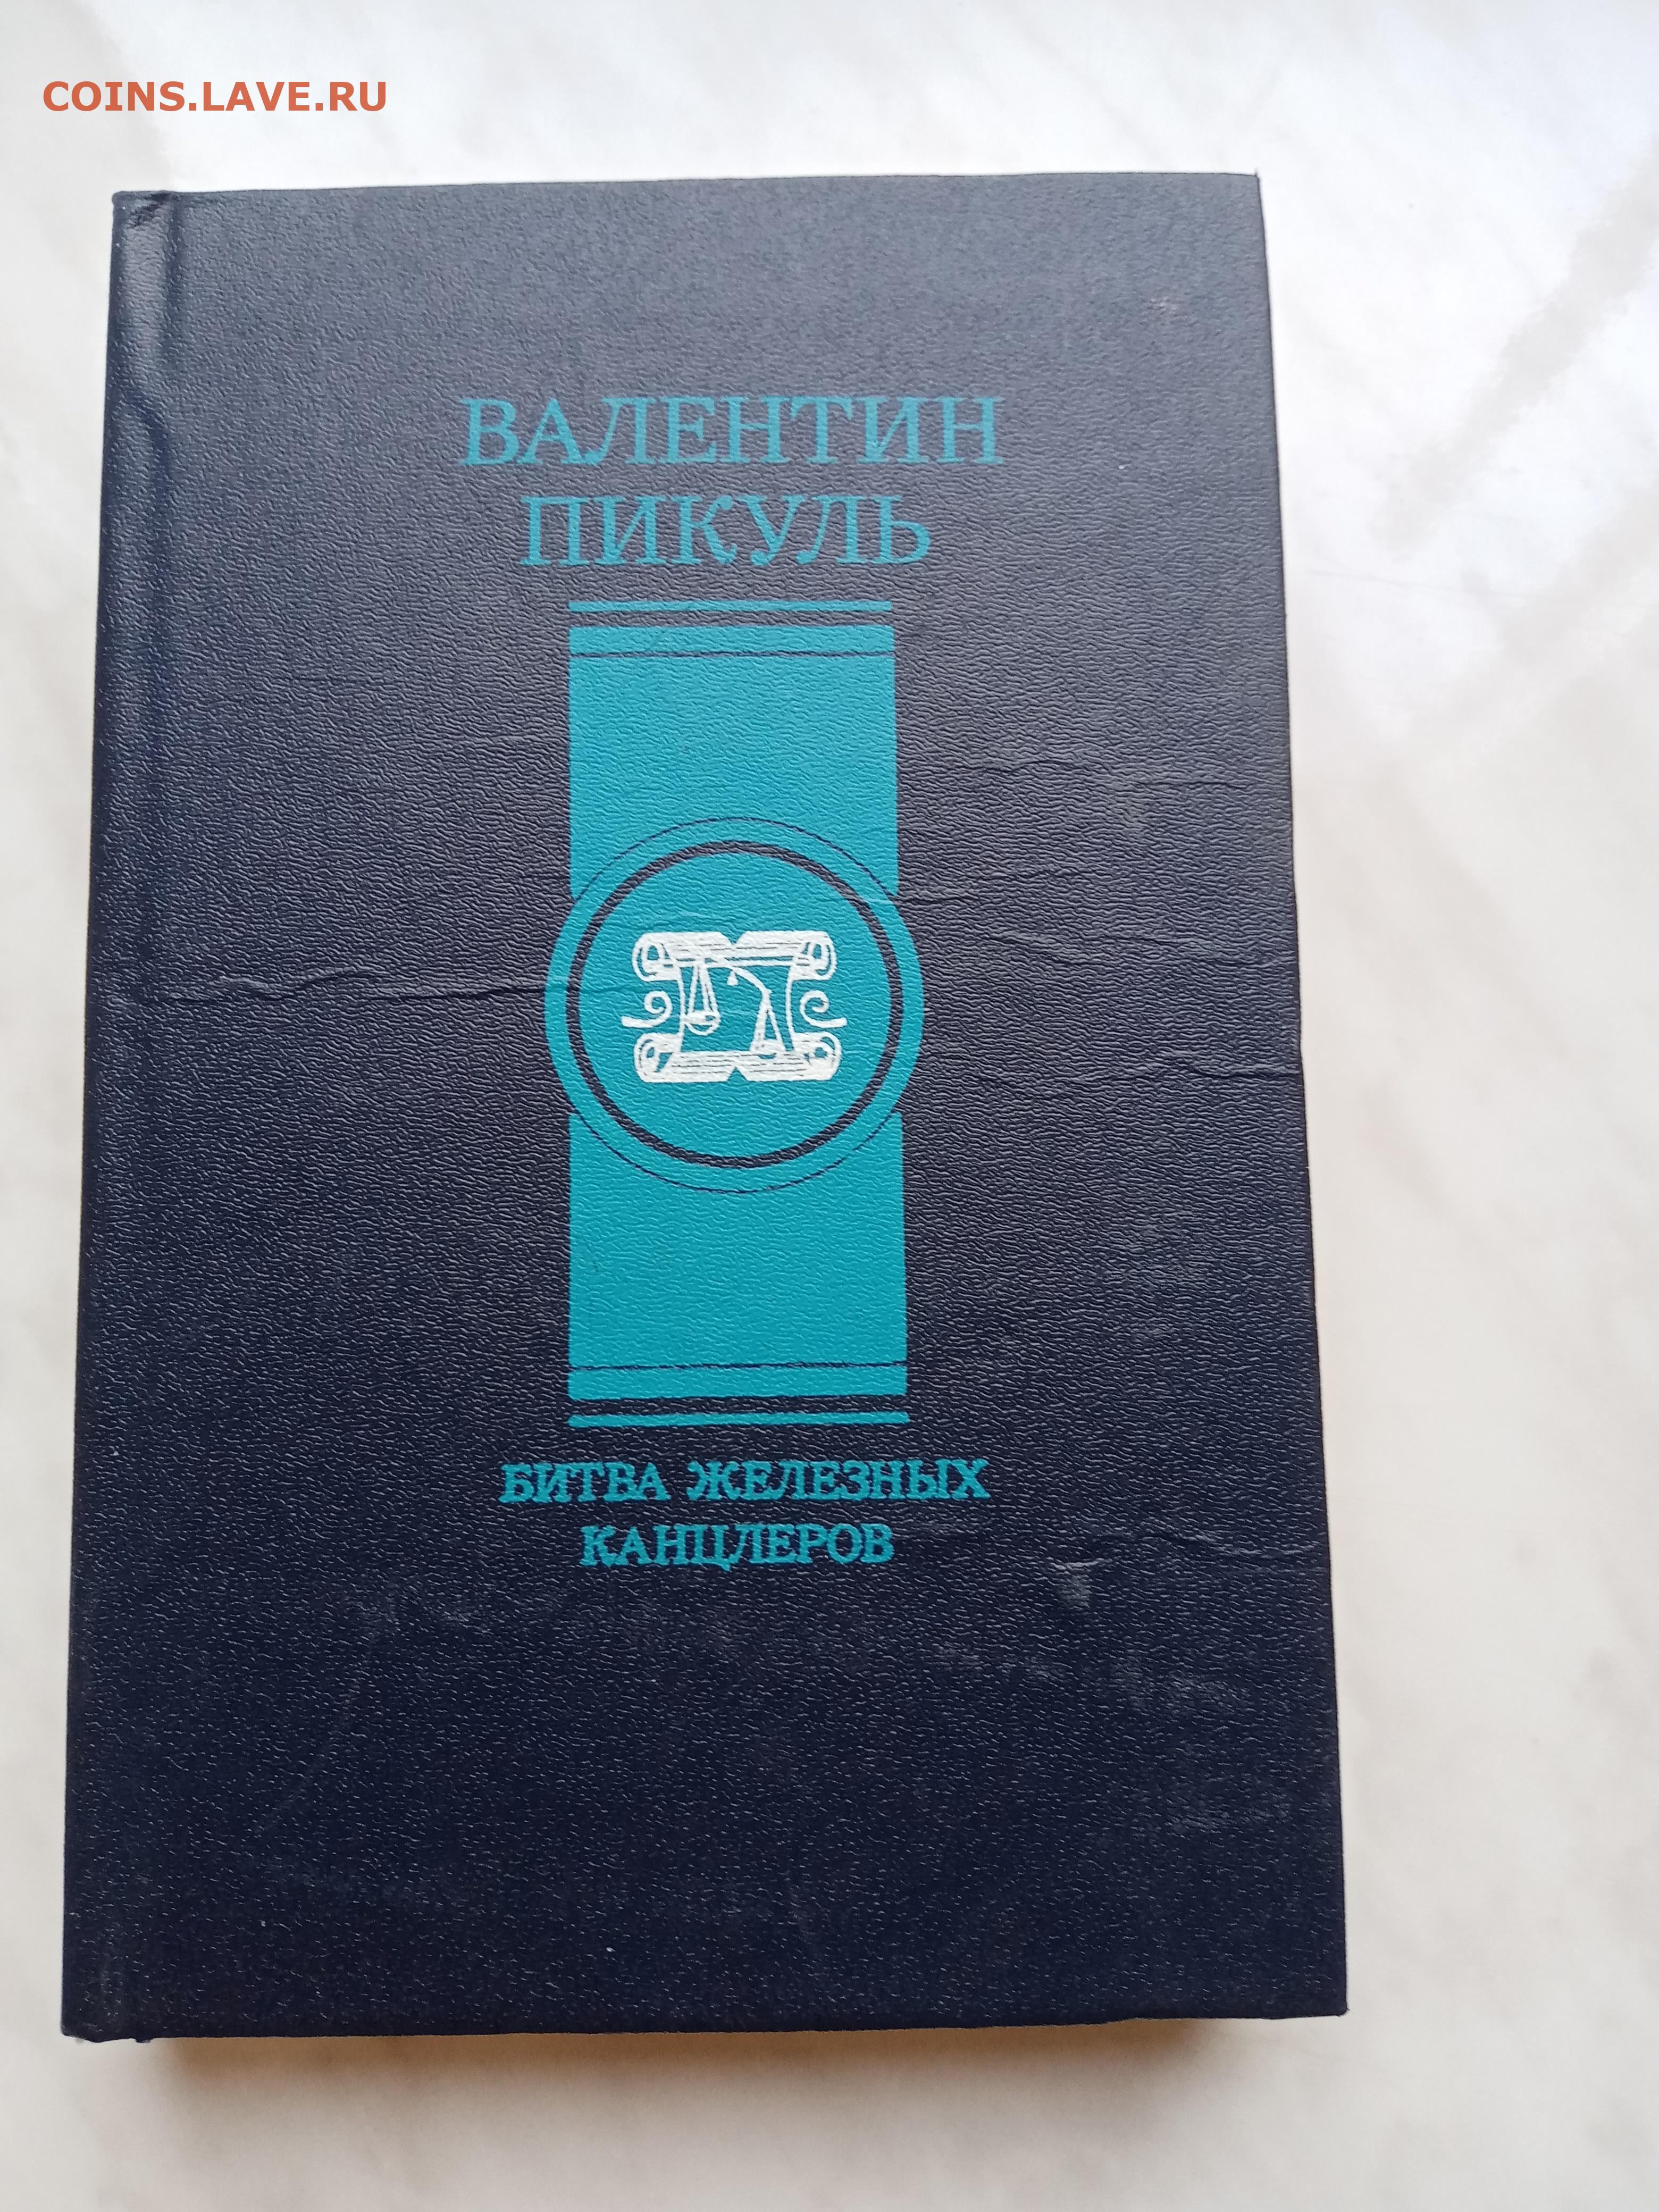 COINS.LAVE.RU
ВАЛЕНТИН
ПИКУЛЬ
БИТВА ЖЕЛЕЗНЫХ
КАНЦЛЕРОВ